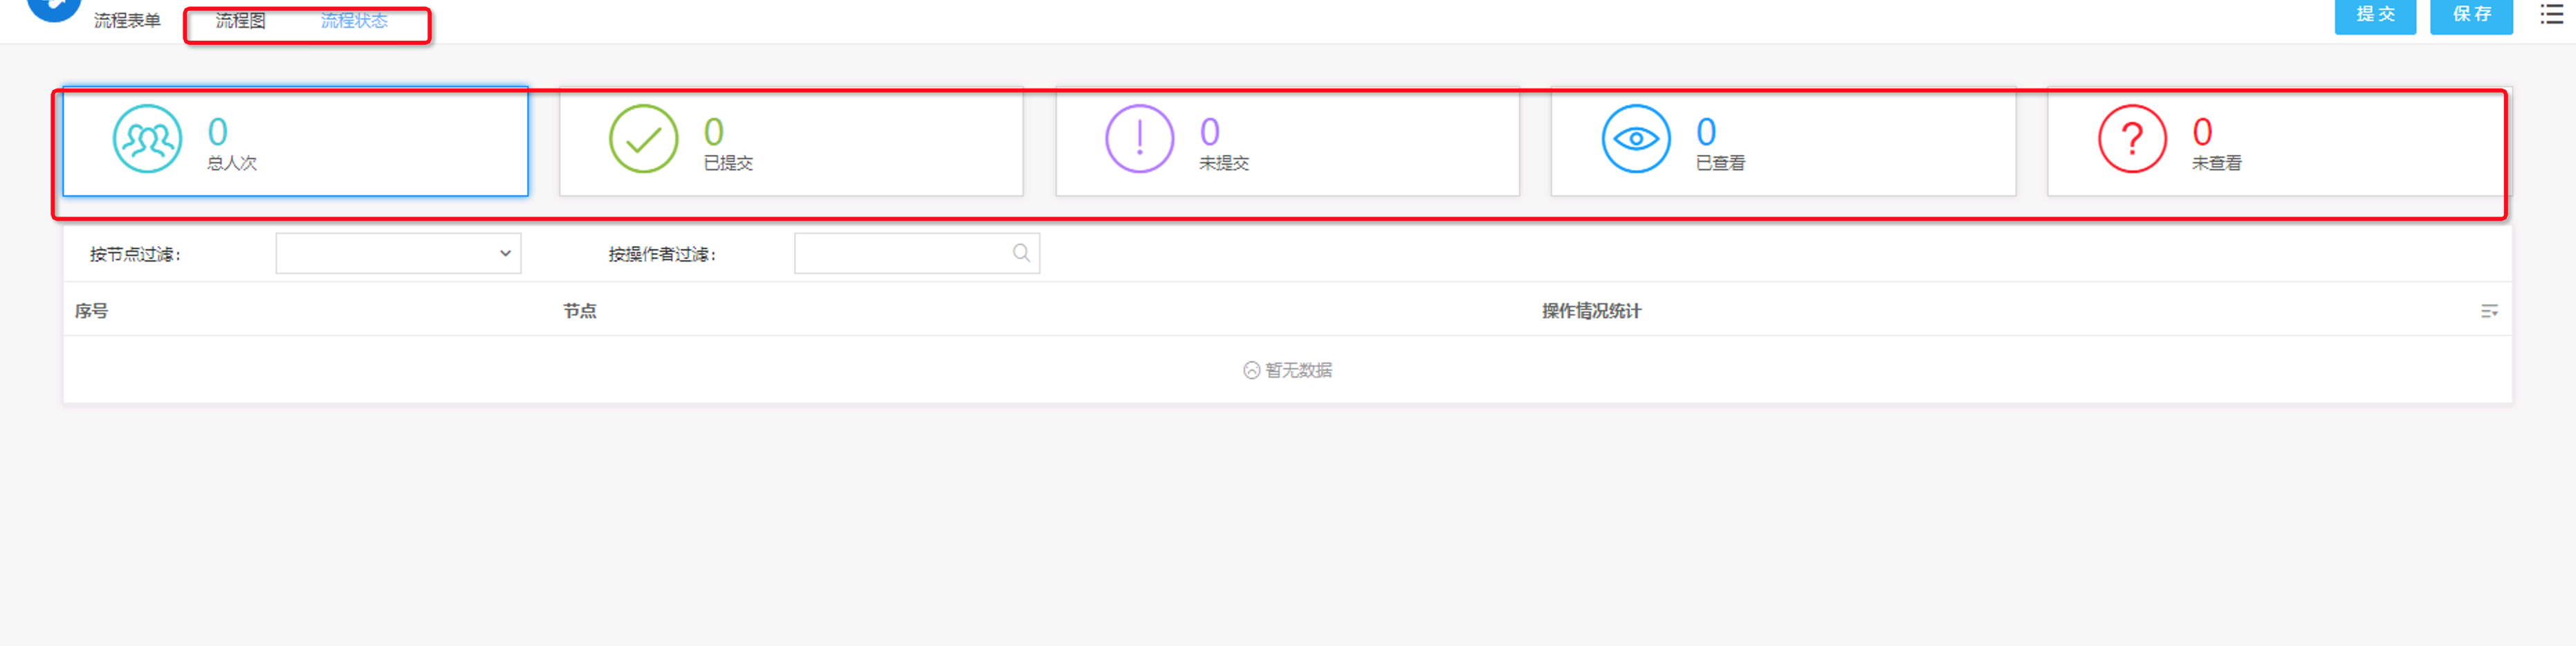 流程表单 流程图 流程状态 提交 保存
0 0 0 0 0
总人次 已提交 未提交 已查看 未查看
按节点过滤： 按操作者过滤：
序号 节点 操作情况统计
暂无数据